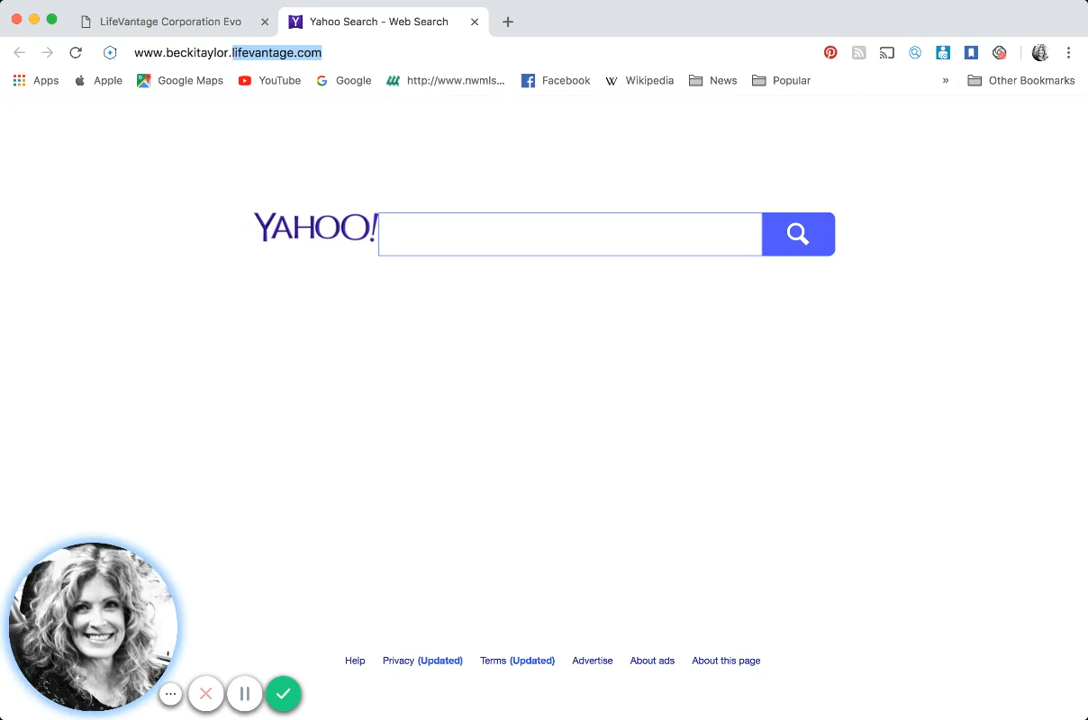 LifeVantage Corporation Evo
Yahoo Search - Web Search
www.beckitaylor.lifevantage.com
Apps Apple Google Maps YouTube Google http://www.nwmls... Facebook Wikipedia News Popular » Other Bookmarks
YAHOO!
Help Privacy (Updated) Terms (Updated) Advertise About ads About this page